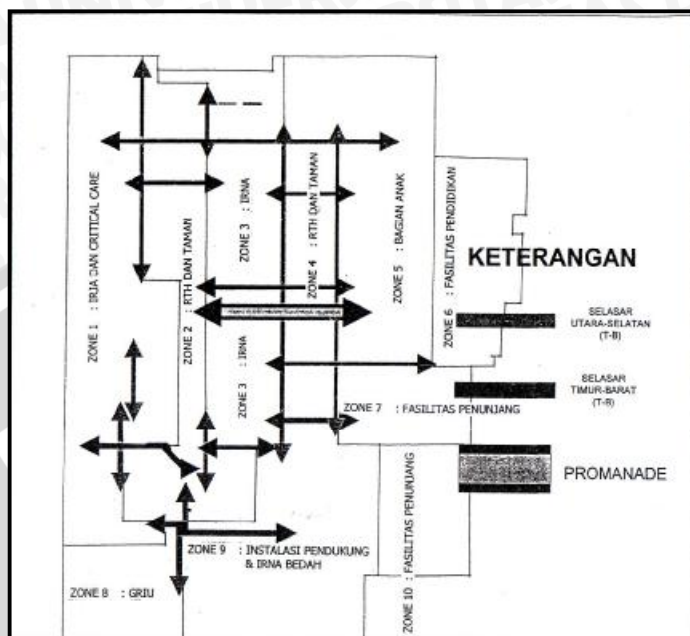 ZONE 1 : IRJA DAN CRITICAL CARE
ZONE 2 : RTH DAN TAMAN
ZONE 3 : IRNA
ZONE 3 : IRNA
ZONE 4 : RTH DAN TAMAN
ZONE 5 : BAGIAN ANAK
ZONE 6 : FASILITAS PENDIDIKAN
ZONE 7 : FASILITAS PENUNJANG
ZONE 8 : GRIU
ZONE 9 : INSTALASI PENDUKUNG
& IRNA BEDAH
ZONE 10 : FASILITAS PENUNJANG
KETERANGAN
SELASAR
UTARA-SELATAN
(T-B)
SELASAR
TIMUR-BARAT
(T-B)
PROMANADE